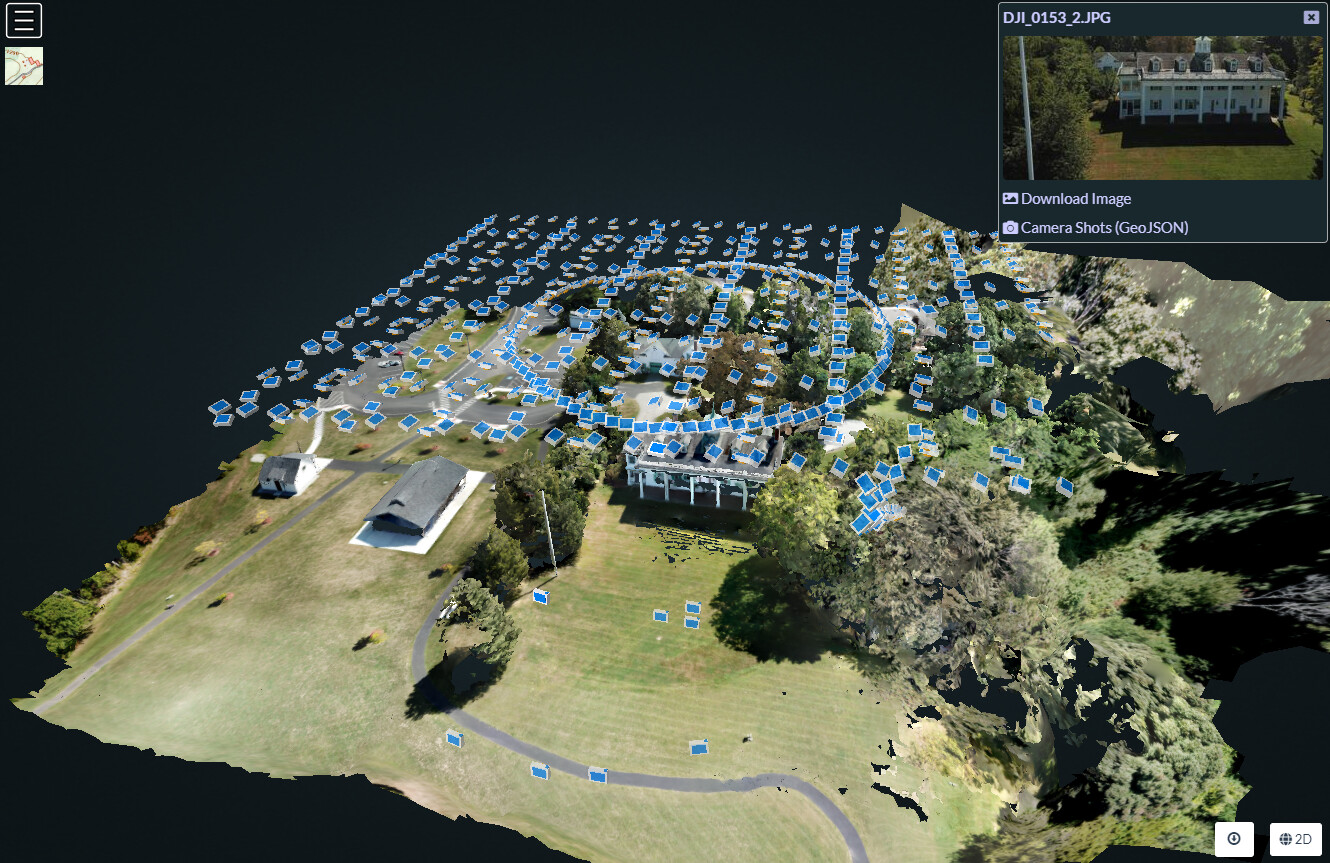 DJI_0153_2.JPG
Download Image
Camera Shots (GeoJSON)
2D